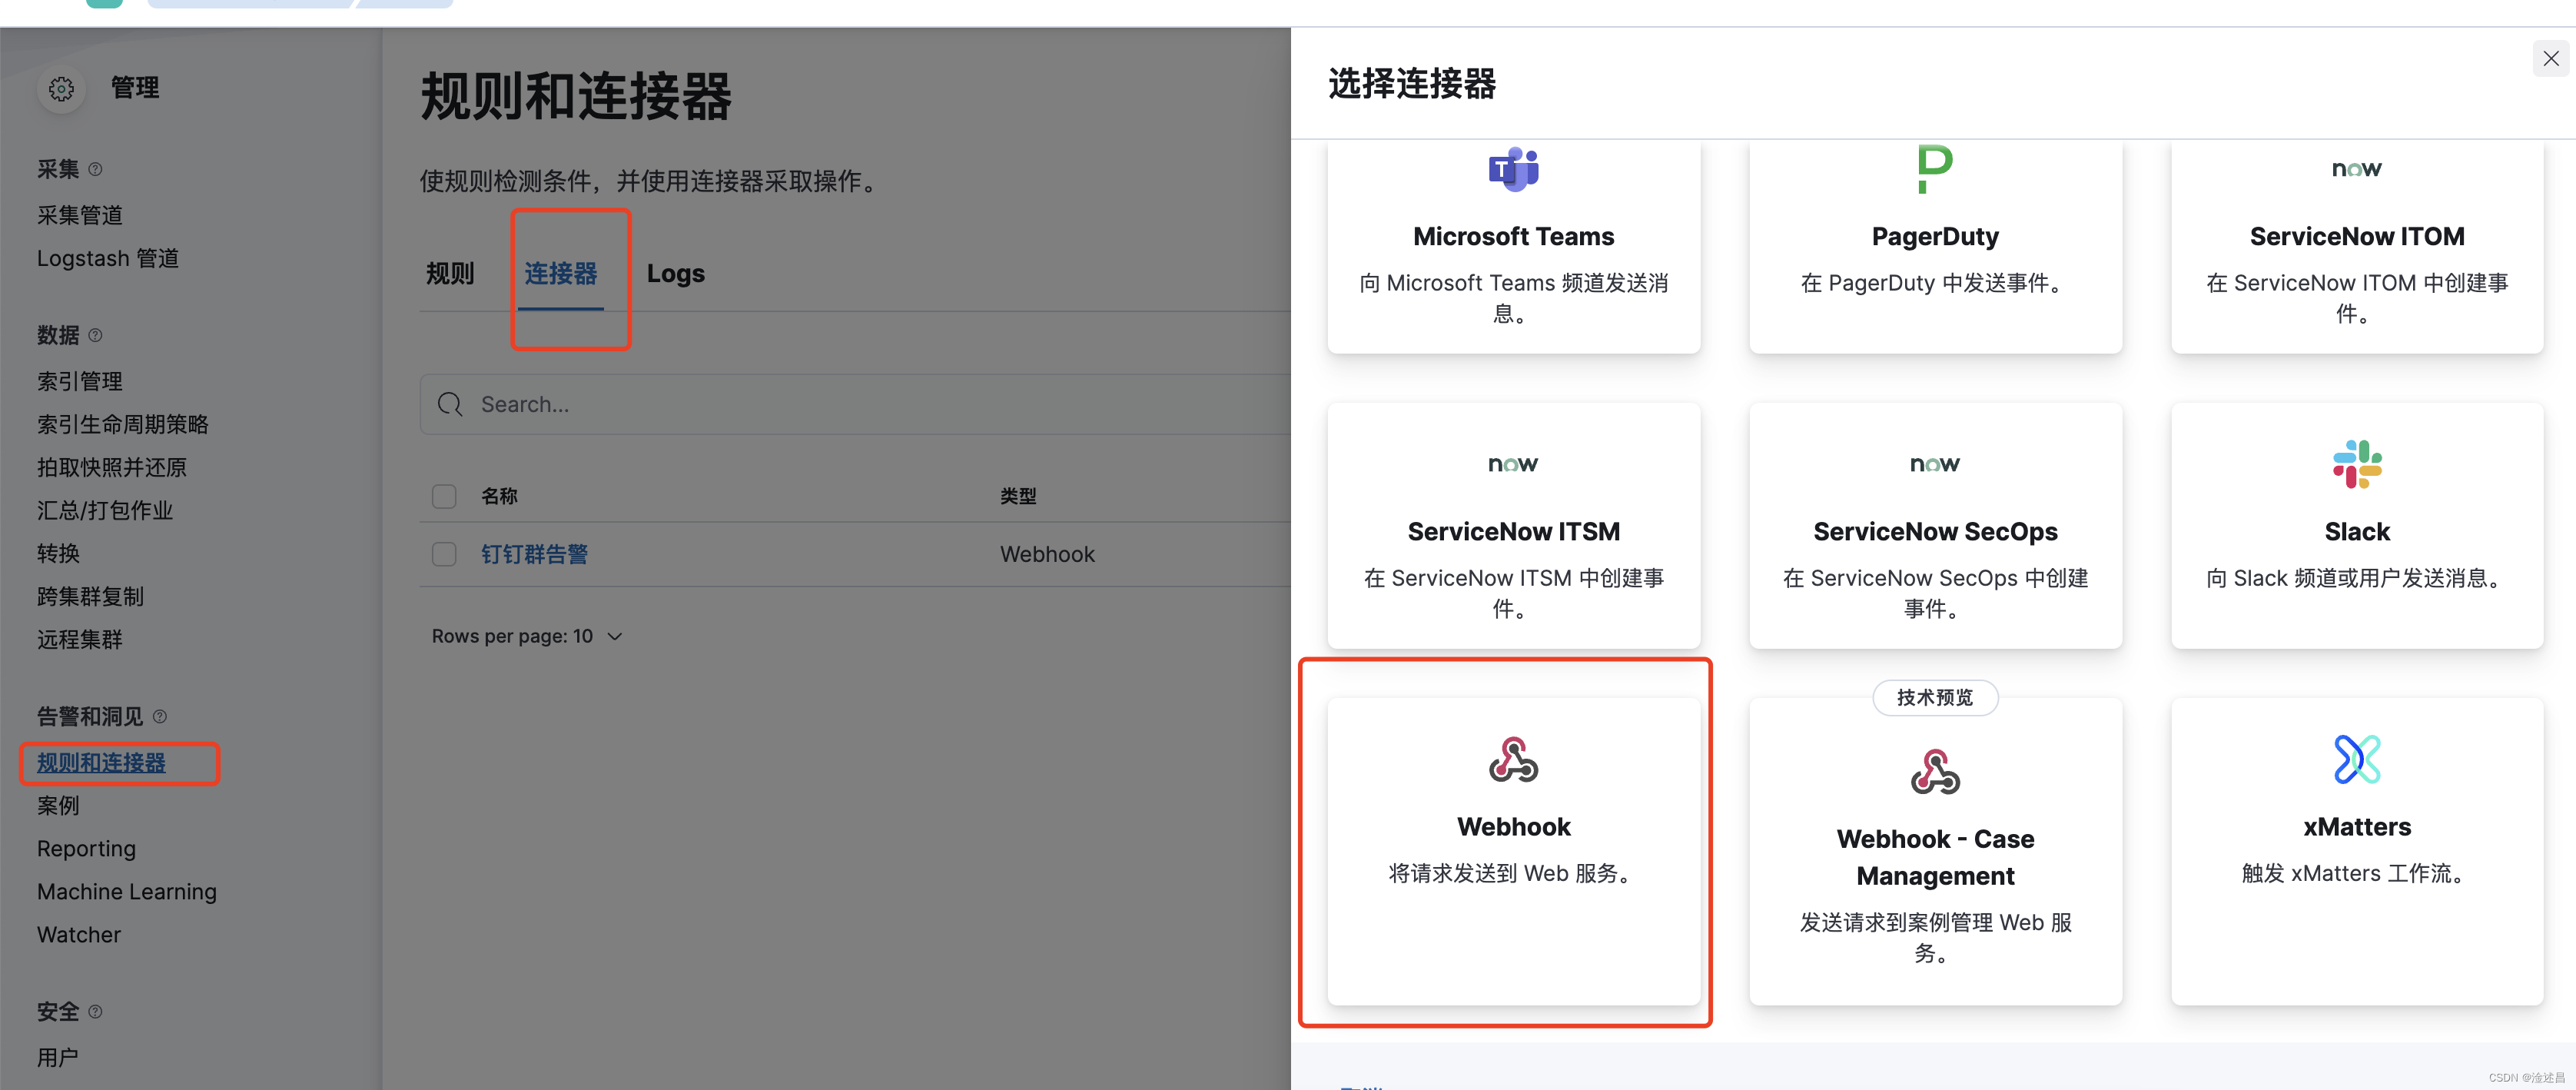 管理
采集
采集管道
Logstash 管道
数据
索引管理
索引生命周期策略
拍取快照并还原
汇总/打包作业
转换
跨集群复制
远程集群
告警和洞见
规则和连接器
案例
Reporting
Machine Learning
Watcher
安全
用户
规则和连接器
使规则检测条件，并使用连接器采取操作。
规则 连接器 Logs
Search...
名称 类型
钉钉群告警 Webhook
Rows per page: 10
选择连接器
Microsoft Teams
向 Microsoft Teams 频道发送消
息。
PagerDuty
在 PagerDuty 中发送事件。
now
ServiceNow ITOM
在 ServiceNow ITOM 中创建事
件。
now
ServiceNow ITSM
在 ServiceNow ITSM 中创建事
件。
now
ServiceNow SecOps
在 ServiceNow SecOps 中创建
事件。
Slack
向 Slack 频道或用户发送消息。
Webhook
将请求发送到 Web 服务。
技术预览
Webhook - Case
Management
发送请求到案例管理 Web 服
务。
xMatters
触发 xMatters 工作流。
CSDN @淦述昌